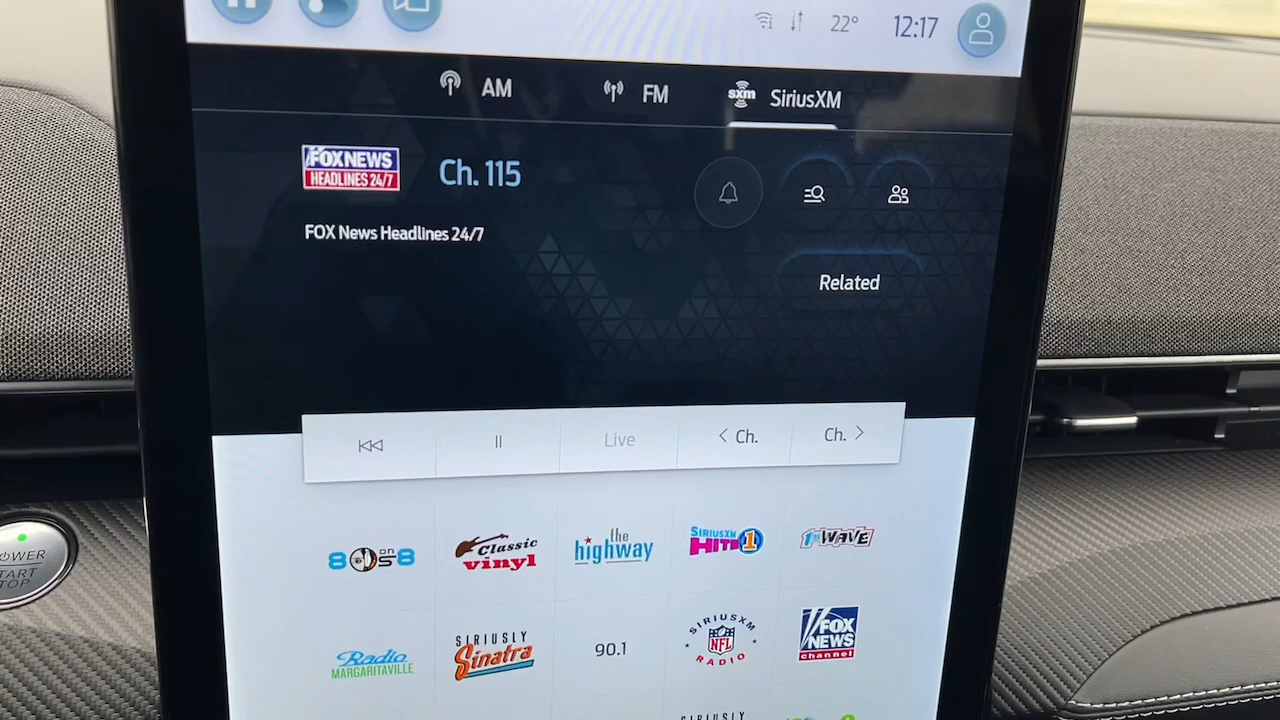 22° 12:17
AM FM sxm SiriusXM
FOX NEWS
HEADLINES 24/7
Ch. 115
FOX News Headlines 24/7
Related
Live < Ch. Ch. >
80s on 8
Classic
vinyl
the
highway
SIRIUSXM
HITS 1
1st WAVE
Radio
MARGARITAVILLE
SIRIUSLY
Sinatra
90.1
SIRIUSXM
NFL
RADIO
FOX
NEWS
channel
SIRIUSLY
POWER
START
STOP